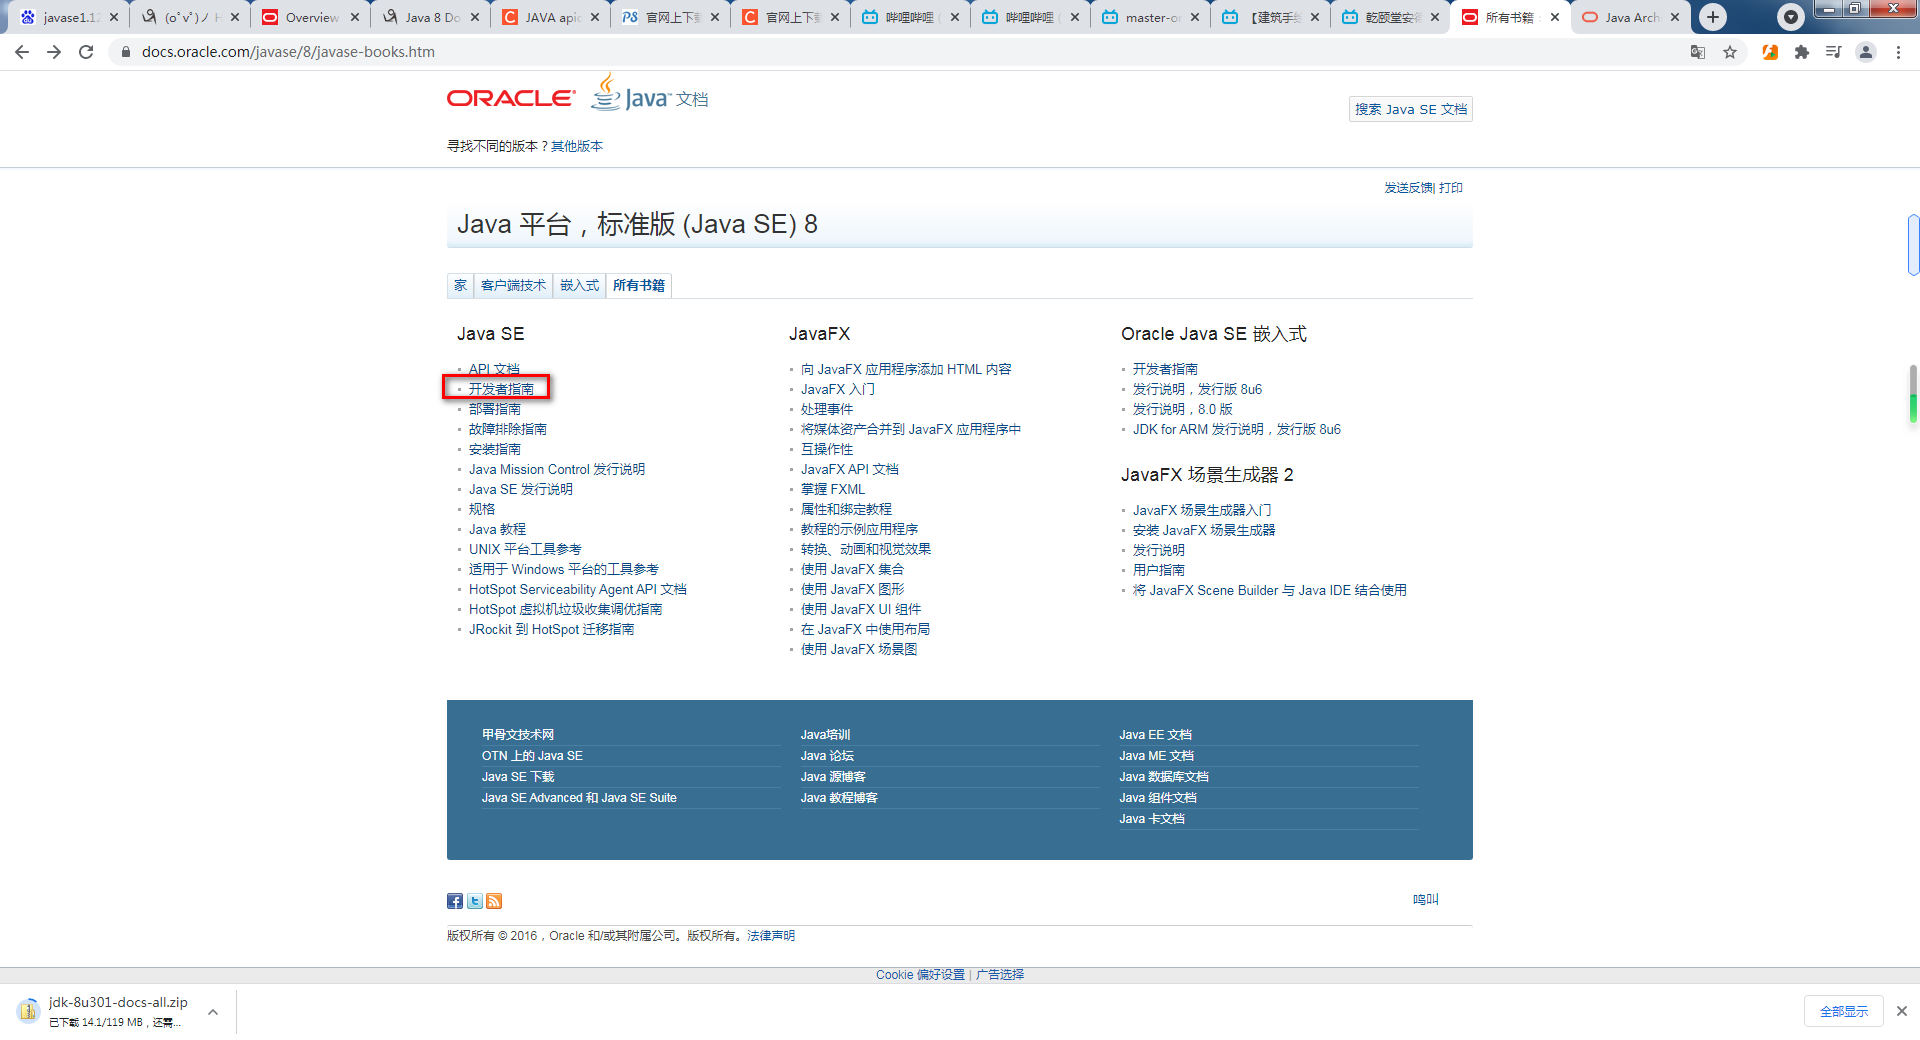 javase1.12
(oﾟvﾟ)ノ H
Overview
Java 8 Do
JAVA apic
官网上下载
官网上下载
哔哩哔哩 (
哔哩哔哩 (
master-or
【建筑手绘
乾颐堂安德
所有书籍
Java Arch
docs.oracle.com/javase/8/javase-books.htm
ORACLE Java™ 文档
搜索 Java SE 文档
寻找不同的版本？其他版本
发送反馈| 打印
Java 平台，标准版 (Java SE) 8
家 客户端技术 嵌入式 所有书籍
Java SE
API 文档
开发者指南
部署指南
故障排除指南
安装指南
Java Mission Control 发行说明
Java SE 发行说明
规格
Java 教程
UNIX 平台工具参考
适用于 Windows 平台的工具参考
HotSpot Serviceability Agent API 文档
HotSpot 虚拟机垃圾收集调优指南
JRockit 到 HotSpot 迁移指南
JavaFX
向 JavaFX 应用程序添加 HTML 内容
JavaFX 入门
处理事件
将媒体资产合并到 JavaFX 应用程序中
互操作性
JavaFX API 文档
掌握 FXML
属性和绑定教程
教程的示例应用程序
转换、动画和视觉效果
使用 JavaFX 集合
使用 JavaFX 图形
使用 JavaFX UI 组件
在 JavaFX 中使用布局
使用 JavaFX 场景图
Oracle Java SE 嵌入式
开发者指南
发行说明，发行版 8u6
发行说明，8.0 版
JDK for ARM 发行说明，发行版 8u6
JavaFX 场景生成器 2
JavaFX 场景生成器入门
安装 JavaFX 场景生成器
发行说明
用户指南
将 JavaFX Scene Builder 与 Java IDE 结合使用
甲骨文技术网
OTN 上的 Java SE
Java SE 下载
Java SE Advanced 和 Java SE Suite
Java培训
Java 论坛
Java 源博客
Java 教程博客
Java EE 文档
Java ME 文档
Java 数据库文档
Java 组件文档
Java 卡文档
鸣叫
版权所有 © 2016，Oracle 和/或其附属公司。版权所有。法律声明
Cookie 偏好设置 | 广告选择
jdk-8u301-docs-all.zip
已下载 14.1/119 MB，还需...
全部显示